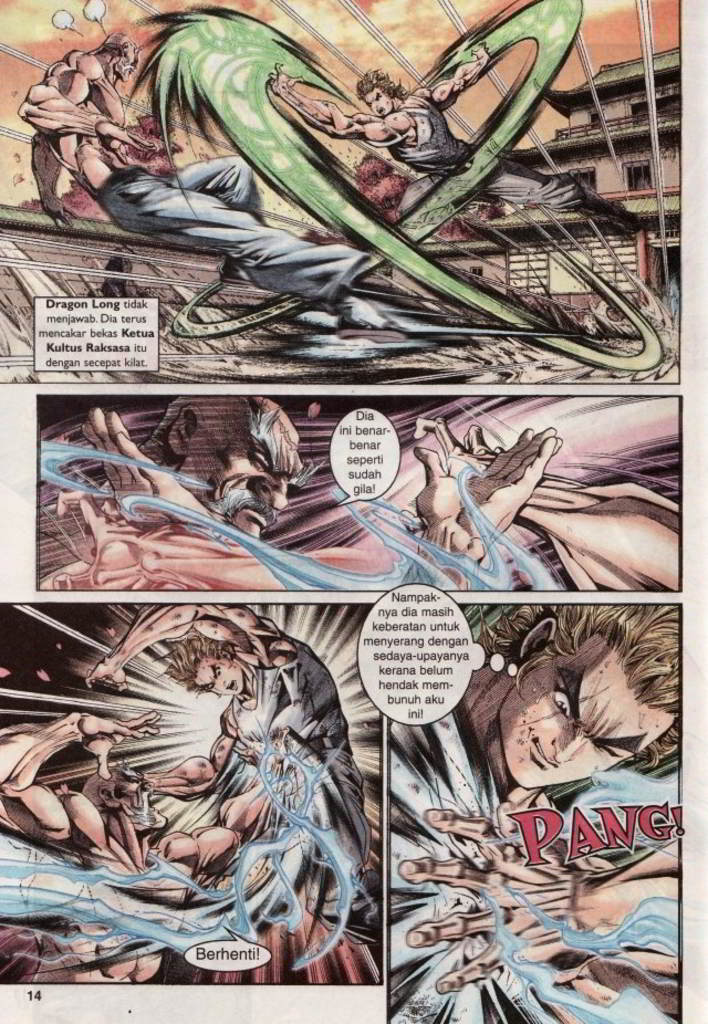 Dragon Long tidak
menjawab. Dia terus
mencakar bekas Ketua
Kultus Raksasa itu
dengan secepat kilat.
Dia
ini benar-
benar
seperti
sudah
gila!
Nampak-
nya dia masih
keberatan untuk
menyerang dengan
sedaya-upayanya
kerana belum
hendak mem-
bunuh aku
ini!
PANG!
Berhenti!
14